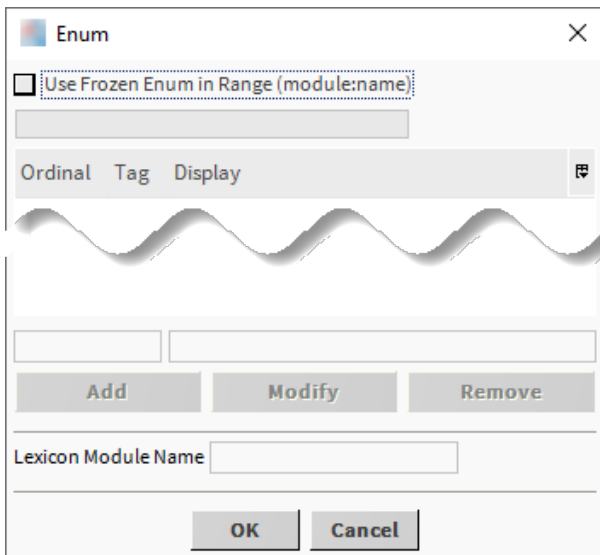 Enum
Use Frozen Enum in Range (module:name)
Ordinal Tag Display
Add Modify Remove
Lexicon Module Name
OK Cancel